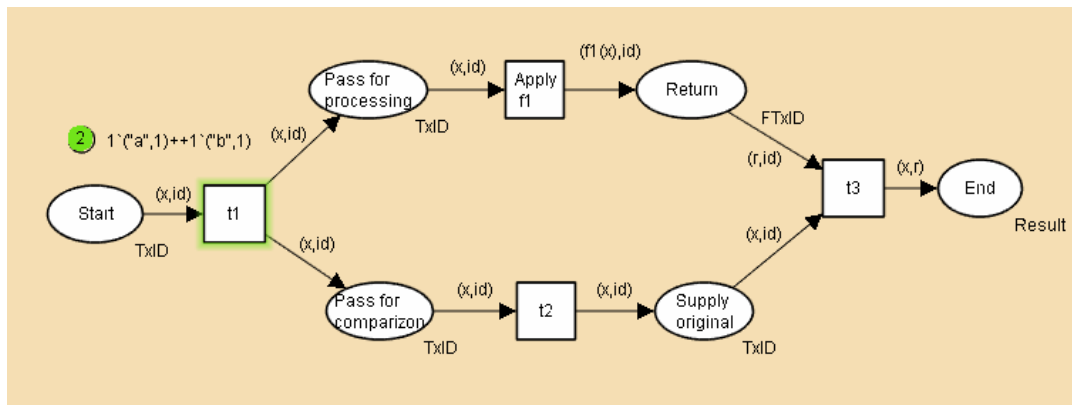 Pass for
processing
(x,id)
TxID
Apply
f1
(f1(x),id)
Return
FTxID
2
1`("a",1)++1`("b",1)
(x,id)
(r,id)
Start
(x,id)
TxID
t1
t3
(x,r)
End
Result
(x,id)
(x,id)
Pass for
comparizon
(x,id)
TxID
t2
(x,id)
Supply
original
TxID